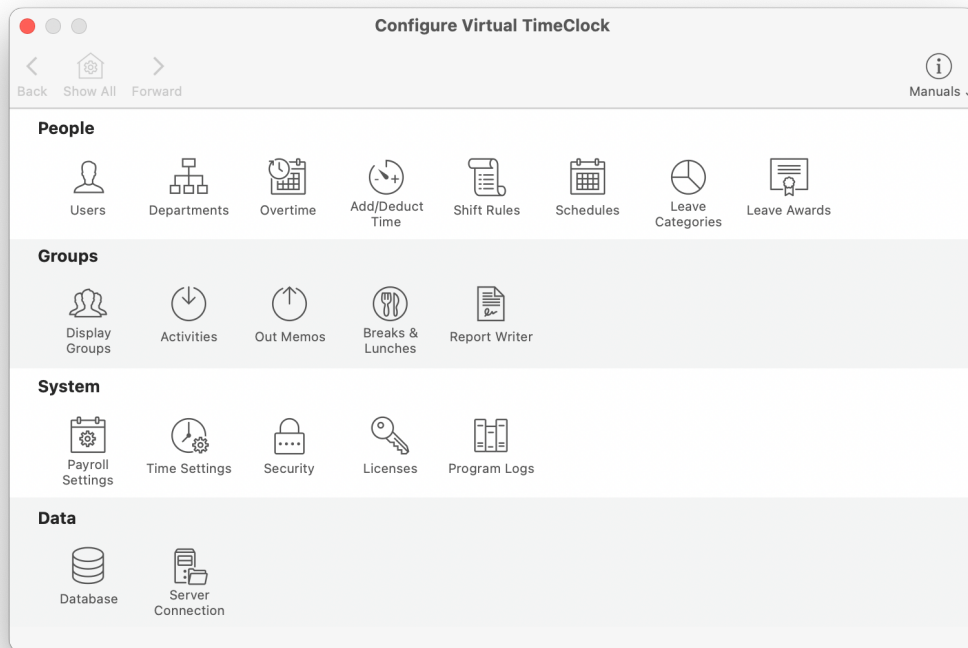 Configure Virtual TimeClock
Back Show All Forward Manuals
People
Users Departments Overtime Add/Deduct Time Shift Rules Schedules Leave Categories Leave Awards
Groups
Display Groups Activities Out Memos Breaks & Lunches Report Writer
System
Payroll Settings Time Settings Security Licenses Program Logs
Data
Database Server Connection